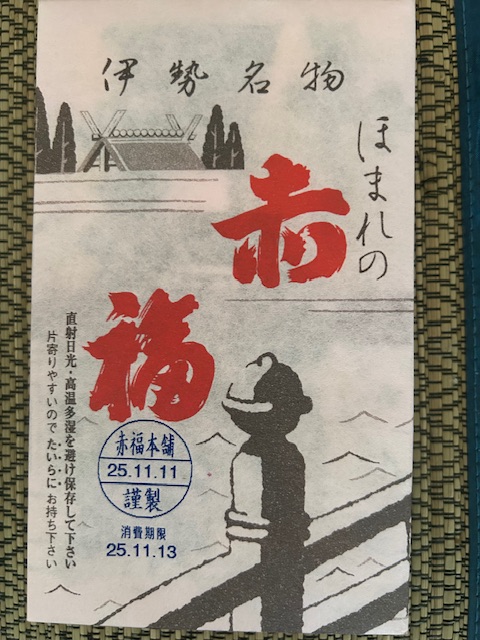 伊勢名物
ほまれの
赤福
直射日光・高温多湿を避け保存して下さい
片寄りやすいのでたいらにお持ち下さい
赤福本舗
25.11.11
謹製
消費期限
25.11.13